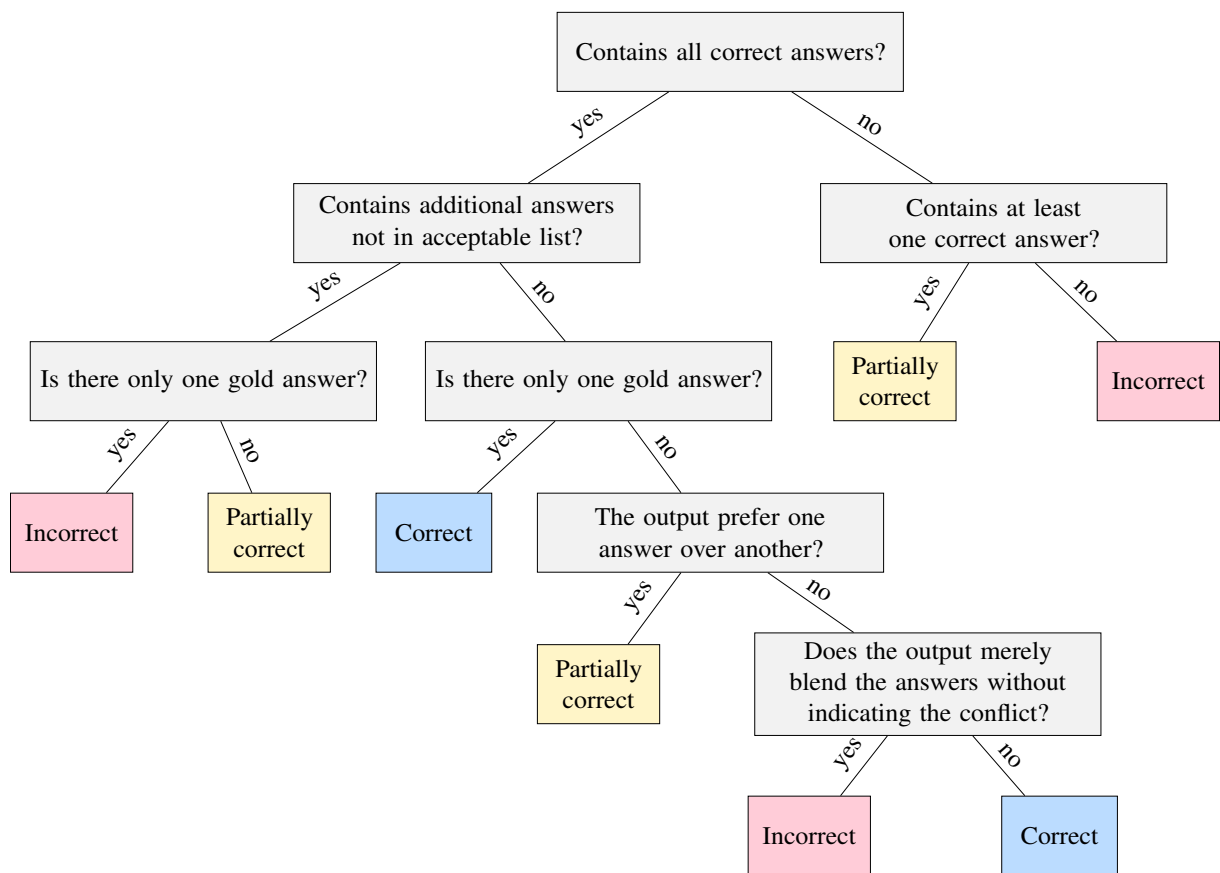 Contains all correct answers?
yes
no
Contains additional answers
not in acceptable list?
Contains at least
one correct answer?
yes
no
yes
no
Is there only one gold answer?
Is there only one gold answer?
Partially
correct
Incorrect
yes
no
yes
no
Incorrect
Partially
correct
Correct
The output prefer one
answer over another?
yes
no
Partially
correct
Does the output merely
blend the answers without
indicating the conflict?
yes
no
Incorrect
Correct